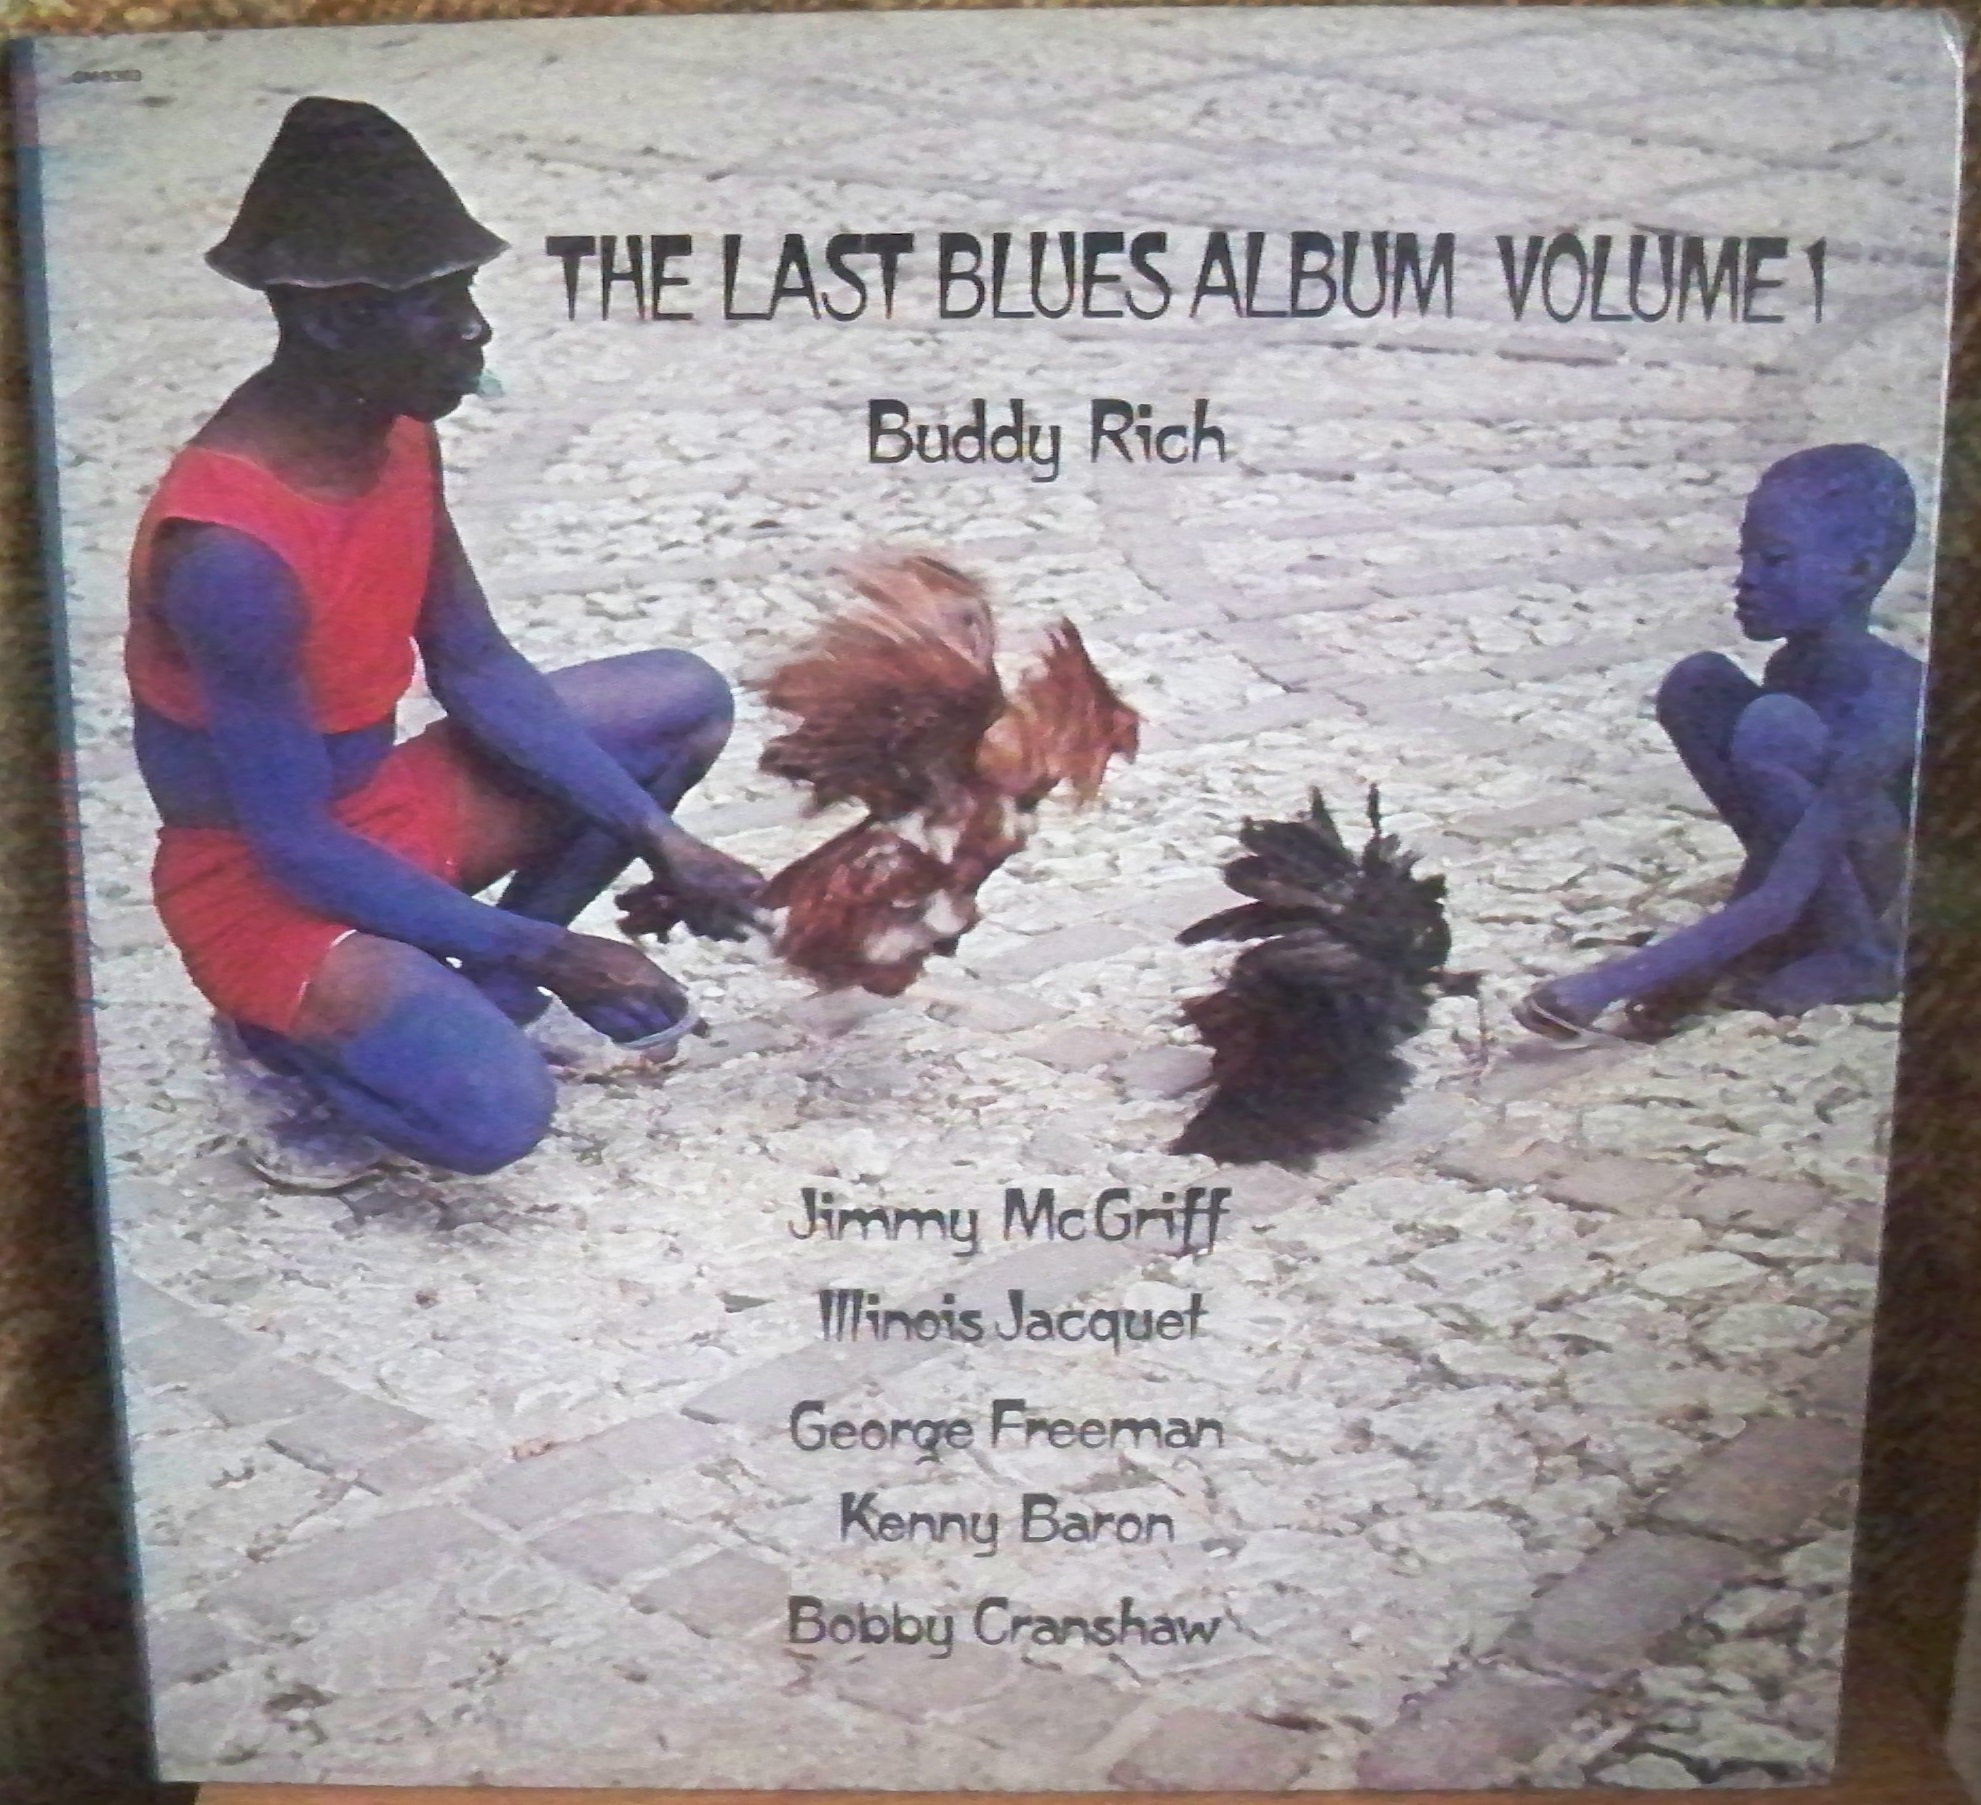 THE LAST BLUES ALBUM VOLUME 1
Buddy Rich
Jimmy McGriff
Illinois Jacquet
George Freeman
Kenny Baron
Bobby Cranshaw